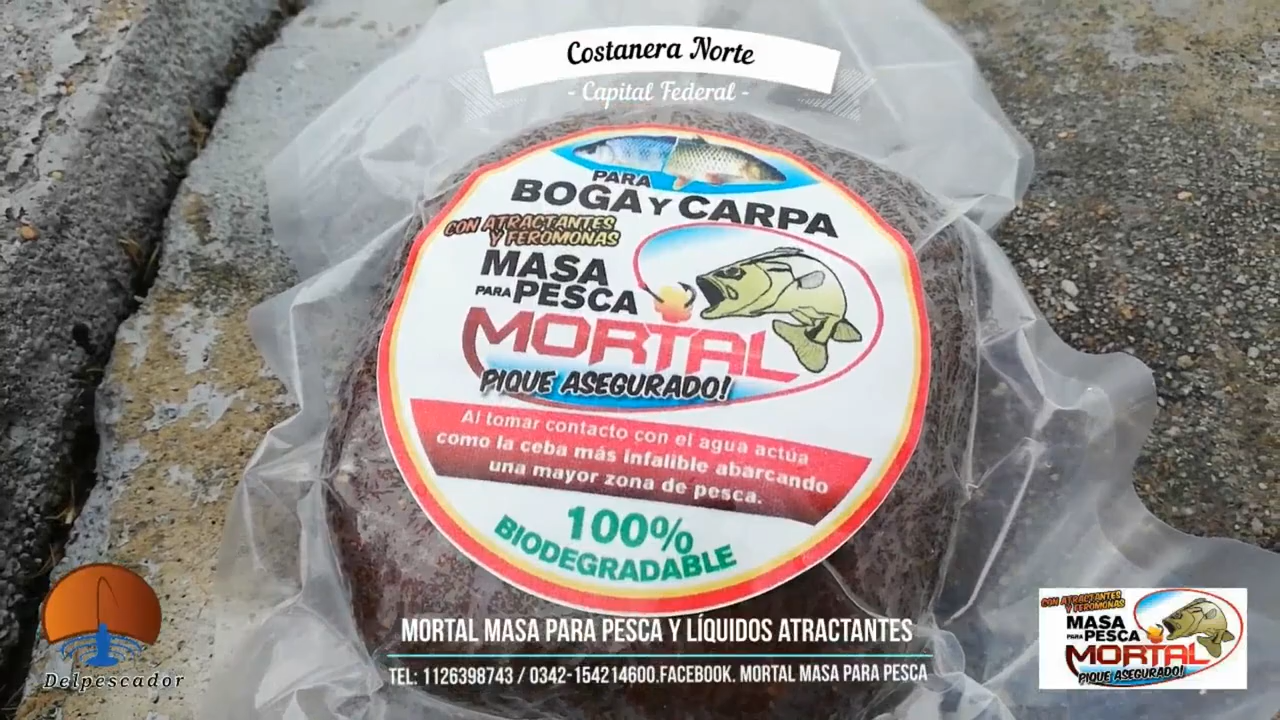 Costanera Norte
- Capital Federal -
PARA
BOGA Y CARPA
CON ATRACTANTES
Y FEROMONAS
MASA
PARA PESCA
MORTAL
PIQUE ASEGURADO!
Al tomar contacto con el agua actúa
como la ceba más infalible abarcando
una mayor zona de pesca.
100%
BIODEGRADABLE
MORTAL MASA PARA PESCA Y LÍQUIDOS ATRACTANTES
TEL: 1126398743 / 0342-154214600.FACEBOOK. MORTAL MASA PARA PESCA
Delpescador
CON ATRACTANTES
Y FEROMONAS
MASA
PARA PESCA
MORTAL
PIQUE ASEGURADO!